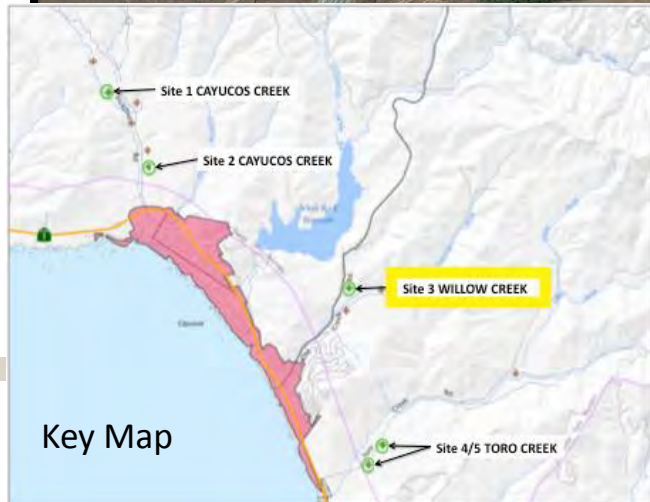 Site 1 CAYUCOS CREEK
Site 2 CAYUCOS CREEK
Site 3 WILLOW CREEK
Site 4/5 TORO CREEK
Key Map